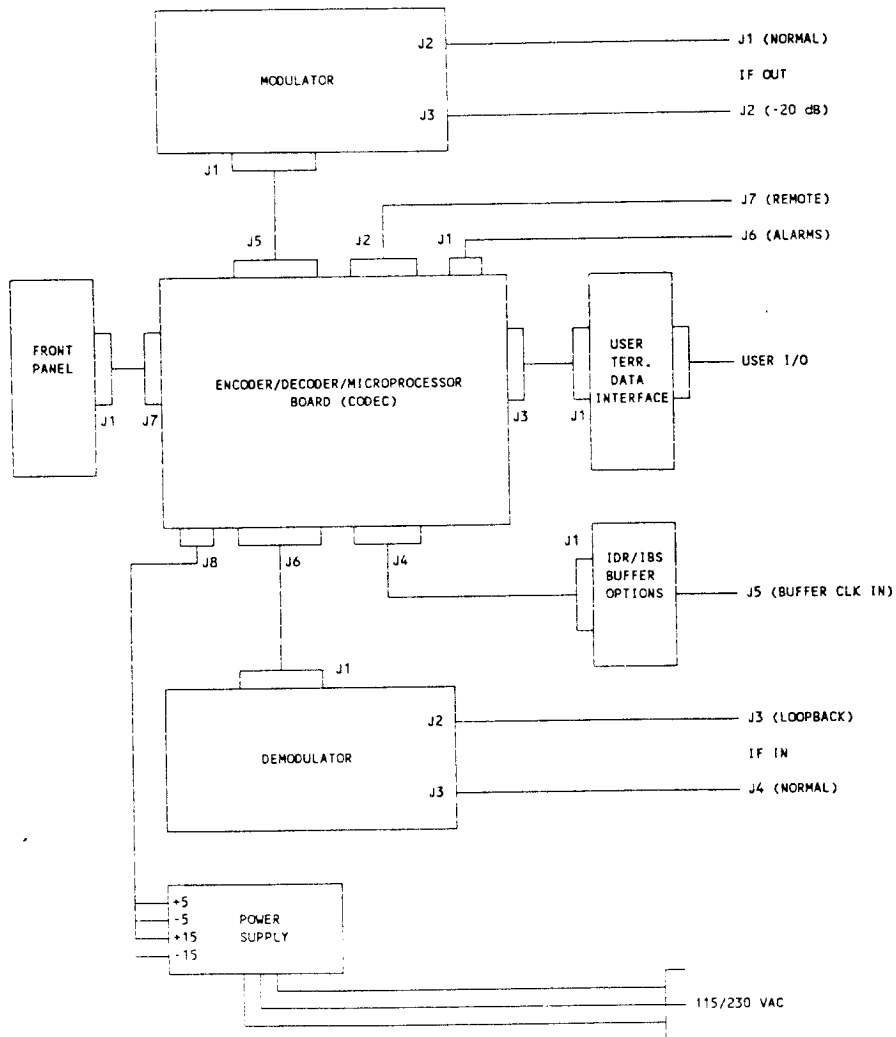 J2
J1 (NORMAL)
MODULATOR
IF OUT
J3
J2 (-20 dB)
J1
J7 (REMOTE)
J5
J2
J1
J6 (ALARMS)
FRONT
PANEL
ENCODER/DECODER/MICROPROCESSOR
BOARD (CODEC)
USER
TERR.
DATA
INTERFACE
USER I/O
J1
J7
J3
J1
J8
J6
J4
J1
IDR/IBS
BUFFER
OPTIONS
J5 (BUFFER CLK IN)
J1
J2
J3 (LOOPBACK)
DEMODULATOR
IF IN
J3
J4 (NORMAL)
+5
-5
+15
-15
POWER
SUPPLY
115/230 VAC